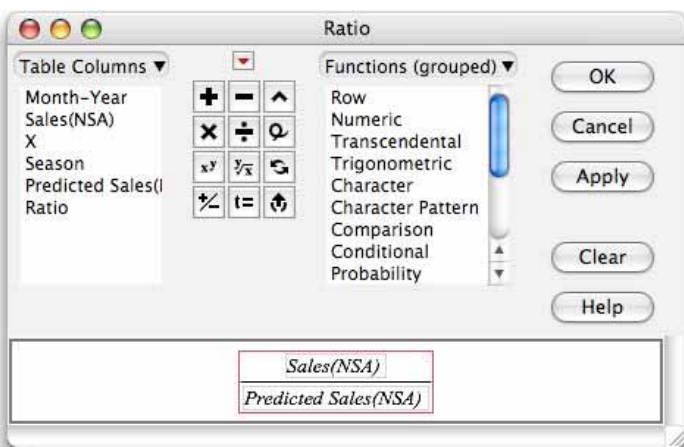 Ratio
Table Columns ▼
Month-Year
Sales(NSA)
X
Season
Predicted Sales(
Ratio
x^y
y√x
+/−
t=
Functions (grouped) ▼
Row
Numeric
Transcendental
Trigonometric
Character
Character Pattern
Comparison
Conditional
Probability
OK
Cancel
Apply
Clear
Help
Sales(NSA)
Predicted Sales(NSA)